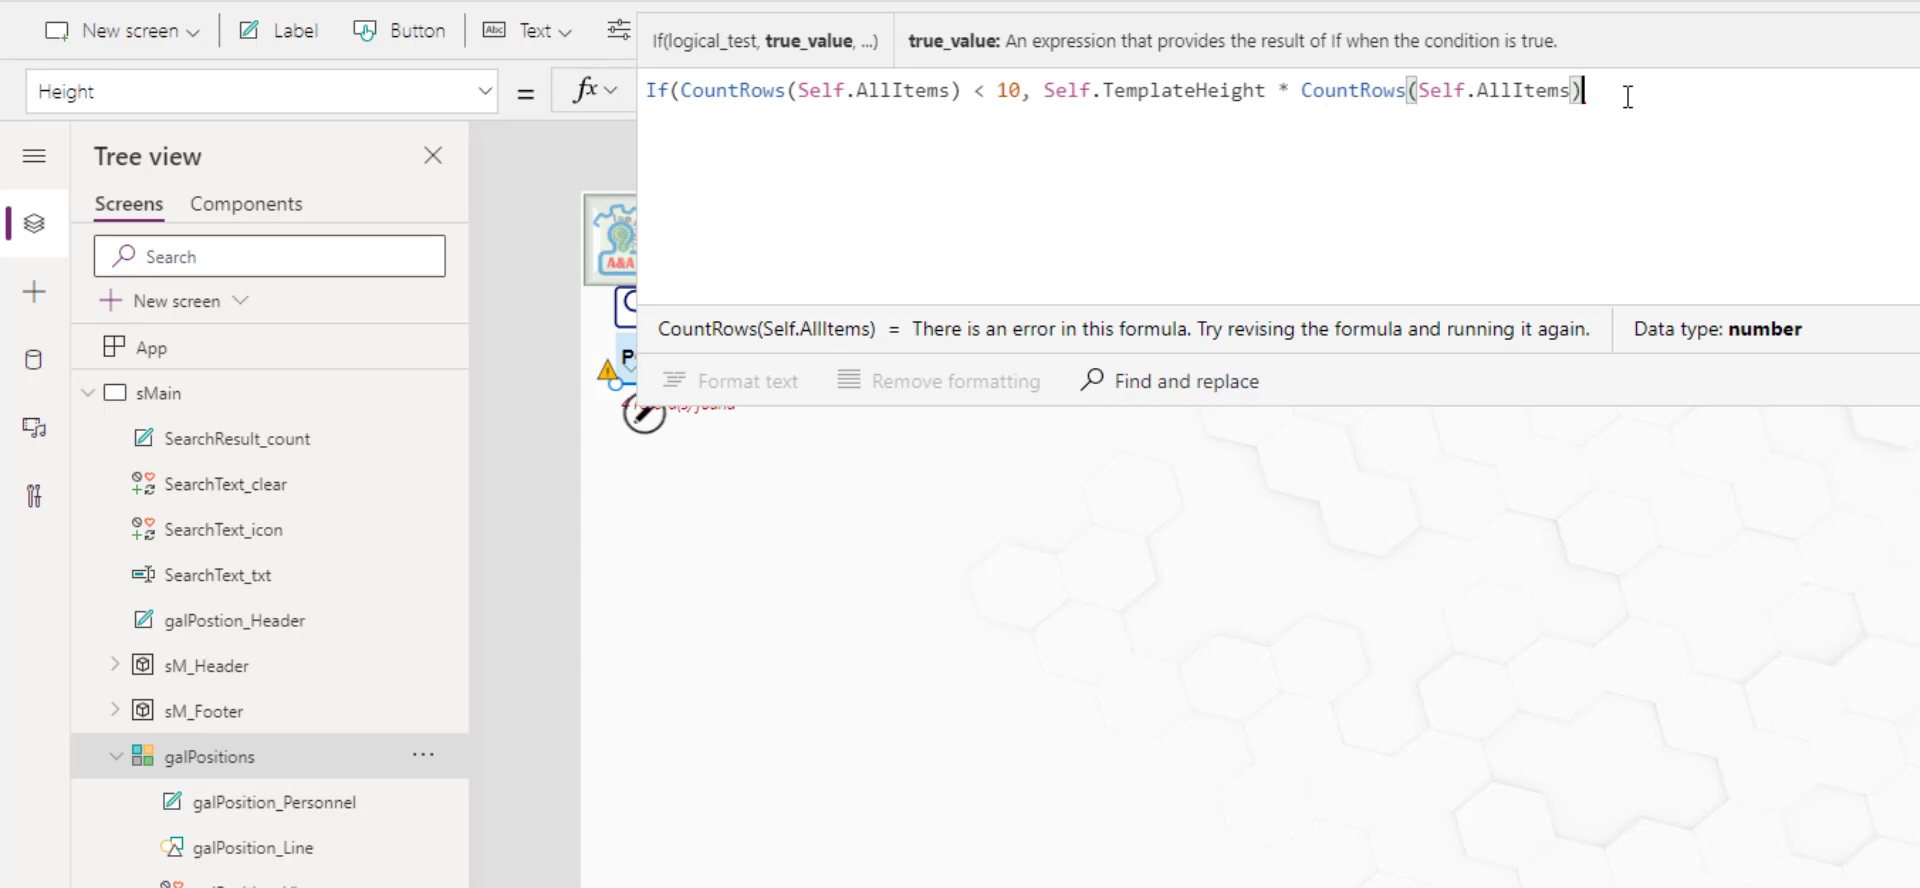 New screen
Label
Button
Abc
Text
If(logical_test, true_value, ...)
true_value: An expression that provides the result of If when the condition is true.
Height
=
fx
If(CountRows(Self.AllItems) < 10, Self.TemplateHeight * CountRows(Self.AllItems)
Tree view
Screens
Components
Search
New screen
App
sMain
SearchResult_count
SearchText_clear
SearchText_icon
SearchText_txt
galPostion_Header
sM_Header
sM_Footer
galPositions
...
galPosition_Personnel
galPosition_Line
A&A
CountRows(Self.AllItems) = There is an error in this formula. Try revising the formula and running it again.
Data type: number
Format text
Remove formatting
Find and replace